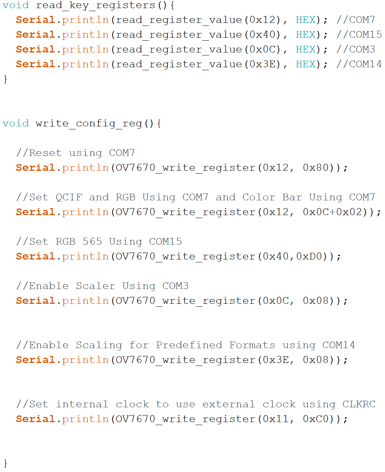 void read_key_registers(){
Serial.println(read_register_value(0x12), HEX); //COM7
Serial.println(read_register_value(0x40), HEX); //COM15
Serial.println(read_register_value(0x0C), HEX); //COM3
Serial.println(read_register_value(0x3E), HEX); //COM14
}
void write_config_reg(){
//Reset using COM7
Serial.println(OV7670_write_register(0x12, 0x80));
//Set QCIF and RGB Using COM7 and Color Bar Using COM7
Serial.println(OV7670_write_register(0x12, 0x0C+0x02));
//Set RGB 565 Using COM15
Serial.println(OV7670_write_register(0x40,0xD0));
//Enable Scaler Using COM3
Serial.println(OV7670_write_register(0x0C, 0x08));
//Enable Scaling for Predefined Formats using COM14
Serial.println(OV7670_write_register(0x3E, 0x08));
//Set internal clock to use external clock using CLKRC
Serial.println(OV7670_write_register(0x11, 0xC0));
}